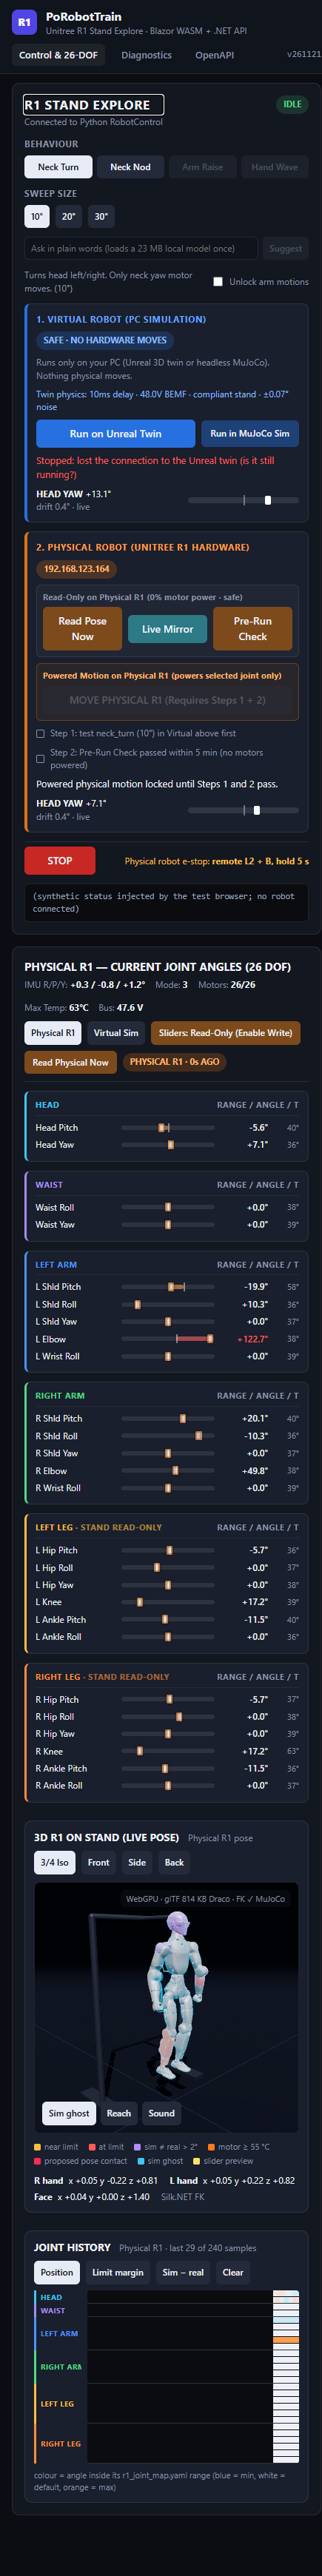 R1
PoRobotTrain
Unitree R1 Stand Explore · Blazor WASM + .NET API
Control & 26-DOF
Diagnostics
OpenAPI
v261121
R1 STAND EXPLORE
IDLE
Connected to Python RobotControl
BEHAVIOUR
Neck Turn
Neck Nod
Arm Raise
Hand Wave
SWEEP SIZE
10°
20°
30°
Ask in plain words (loads a 23 MB local model once)
Suggest
Turns head left/right. Only neck yaw motor
moves. (10°)
Unlock arm motions
1. VIRTUAL ROBOT (PC SIMULATION)
SAFE · NO HARDWARE MOVES
Runs only on your PC (Unreal 3D twin or headless MuJoCo).
Nothing physical moves.
Twin physics: 10ms delay · 48.0V BEMF · compliant stand · ±0.07°
noise
Run on Unreal Twin
Run in MuJoCo Sim
Stopped: lost the connection to the Unreal twin (is it still
running?)
HEAD YAW +13.1°
drift 0.4° · live
2. PHYSICAL ROBOT (UNITREE R1 HARDWARE)
192.168.123.164
Read-Only on Physical R1 (0% motor power · safe)
Read Pose
Now
Live Mirror
Pre-Run
Check
Powered Motion on Physical R1 (powers selected joint only)
MOVE PHYSICAL R1 (Requires Steps 1 + 2)
Step 1: test neck_turn (10°) in Virtual above first
Step 2: Pre-Run Check passed within 5 min (no motors
powered)
Powered physical motion locked until Steps 1 and 2 pass.
HEAD YAW +7.1°
drift 0.4° · live
STOP
Physical robot e-stop: remote L2 + B, hold 5 s
(synthetic status injected by the test browser; no robot
connected)
PHYSICAL R1 — CURRENT JOINT ANGLES (26 DOF)
IMU R/P/Y: +0.3 / -0.8 / +1.2° Mode: 3 Motors: 26/26
Max Temp: 63°C Bus: 47.6 V
Physical R1
Virtual Sim
Sliders: Read-Only (Enable Write)
Read Physical Now
PHYSICAL R1 · 0s AGO
HEAD RANGE / ANGLE / T
Head Pitch -5.6° 40°
Head Yaw +7.1° 36°
WAIST RANGE / ANGLE / T
Waist Roll +0.0° 38°
Waist Yaw +0.0° 39°
LEFT ARM RANGE / ANGLE / T
L Shld Pitch -19.9° 58°
L Shld Roll +10.3° 36°
L Shld Yaw +0.0° 37°
L Elbow +122.7° 38°
L Wrist Roll +0.0° 39°
RIGHT ARM RANGE / ANGLE / T
R Shld Pitch +20.1° 40°
R Shld Roll -10.3° 36°
R Shld Yaw +0.0° 37°
R Elbow +49.8° 38°
R Wrist Roll +0.0° 39°
LEFT LEG · STAND READ-ONLY RANGE / ANGLE / T
L Hip Pitch -5.7° 36°
L Hip Roll +0.0° 37°
L Hip Yaw +0.0° 38°
L Knee +17.2° 39°
L Ankle Pitch -11.5° 40°
L Ankle Roll +0.0° 36°
RIGHT LEG · STAND READ-ONLY RANGE / ANGLE / T
R Hip Pitch -5.7° 37°
R Hip Roll +0.0° 38°
R Hip Yaw +0.0° 39°
R Knee +17.2° 63°
R Ankle Pitch -11.5° 36°
R Ankle Roll +0.0° 37°
3D R1 ON STAND (LIVE POSE) Physical R1 pose
3/4 Iso
Front
Side
Back
WebGPU · glTF 814 KB Draco · FK ✓ MuJoCo
Sim ghost
Reach
Sound
near limit
at limit
sim ≠ real > 2°
motor ≥ 55 °C
proposed pose contact
sim ghost
slider preview
R hand x +0.05 y -0.22 z +0.81 L hand x +0.05 y +0.22 z +0.82
Face x +0.04 y +0.00 z +1.40 Silk.NET FK
JOINT HISTORY Physical R1 · last 29 of 240 samples
Position
Limit margin
Sim − real
Clear
HEAD
WAIST
LEFT ARM
RIGHT ARM
LEFT LEG
RIGHT LEG
colour = angle inside its r1_joint_map.yaml range (blue = min, white =
default, orange = max)